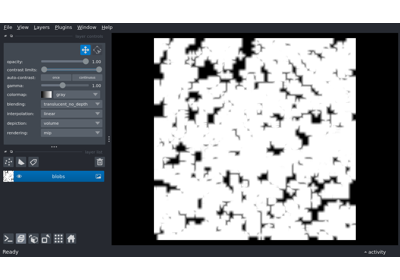 File View Layers Plugins Window Help
opacity: 1.00
contrast limits:
auto-contrast: once continuous
gamma: 1.00
colormap: gray
blending: translucent_no_depth
interpolation: linear
depiction: volume
rendering: mip
blobs
Ready
activity